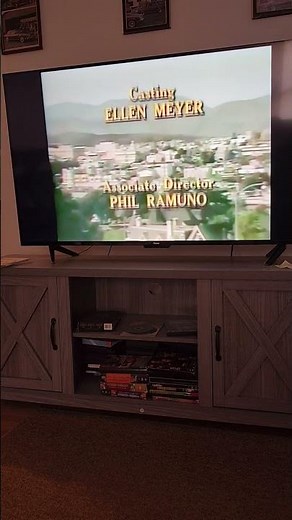 Casting
ELLEN MEYER
Associate Director
PHIL RAMUNO